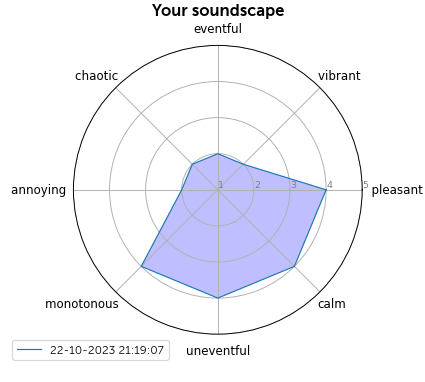 Your soundscape
eventful
chaotic
vibrant
annoying
1
2
3
4
5
pleasant
monotonous
calm
uneventful
22-10-2023 21:19:07